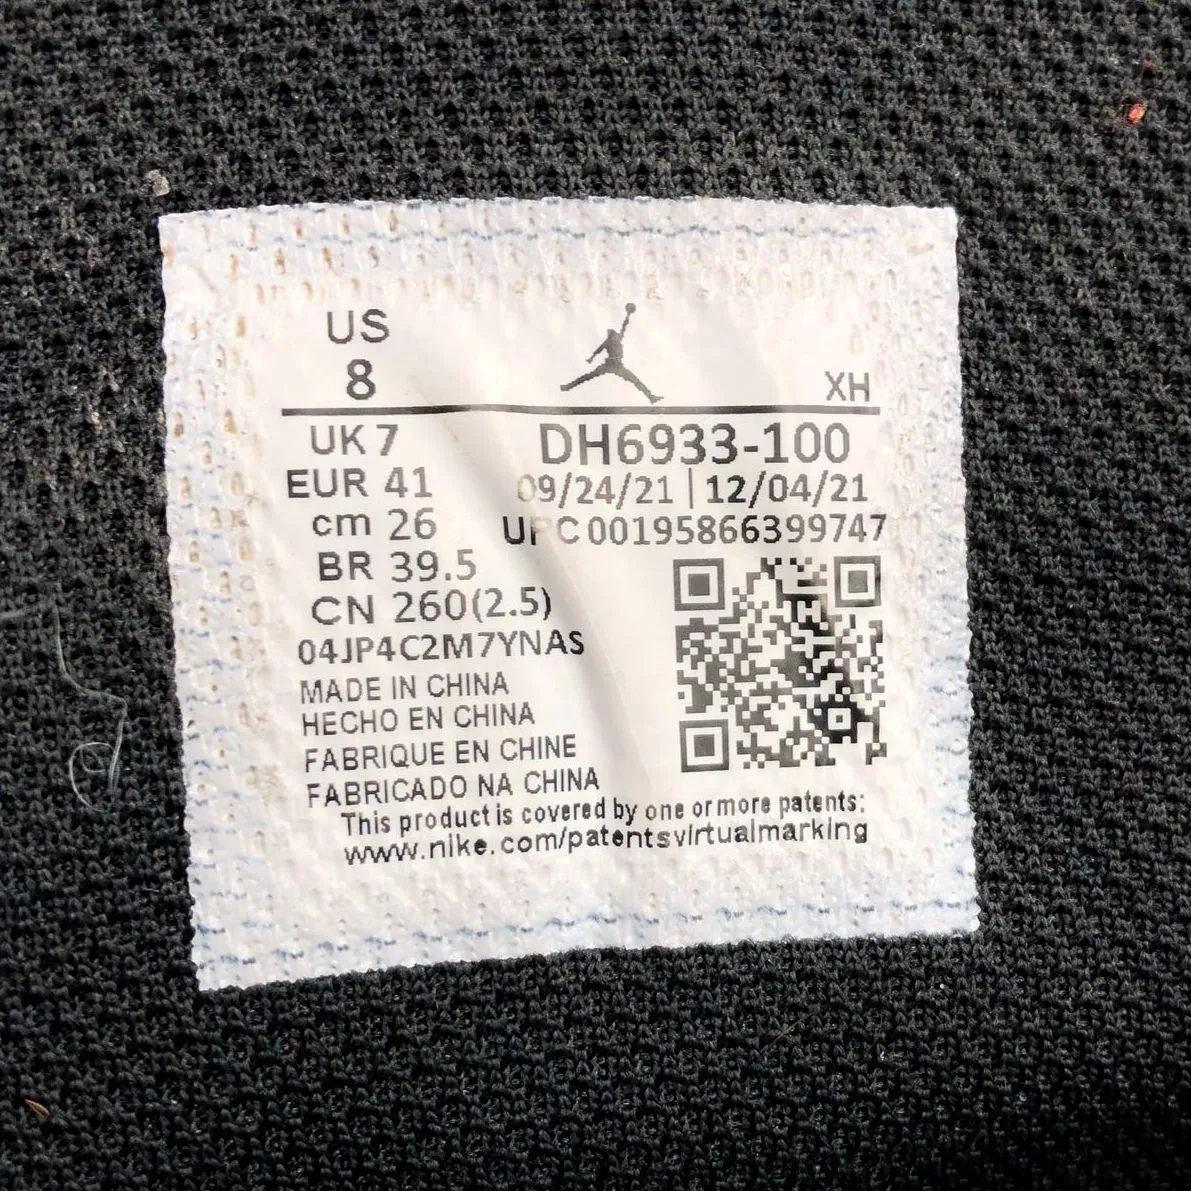 US
8
XH
UK 7
DH6933-100
EUR 41
09/24/21 | 12/04/21
cm 26
UPC 00195866399747
BR 39.5
CN 260(2.5)
04JP4C2M7YNAS
MADE IN CHINA
HECHO EN CHINA
FABRIQUE EN CHINE
FABRICADO NA CHINA
This product is covered by one or more patents:
www.nike.com/patentsvirtualmarking